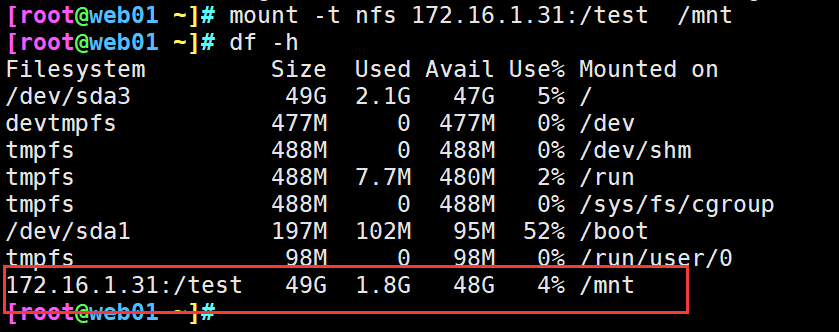 [root@web01 ~]# mount -t nfs 172.16.1.31:/test  /mnt
[root@web01 ~]# df -h
Filesystem         Size  Used Avail Use% Mounted on
/dev/sda3           49G  2.1G   47G   5% /
devtmpfs           477M     0  477M   0% /dev
tmpfs              488M     0  488M   0% /dev/shm
tmpfs              488M  7.7M  480M   2% /run
tmpfs              488M     0  488M   0% /sys/fs/cgroup
/dev/sda1          197M  102M   95M  52% /boot
tmpfs               98M     0   98M   0% /run/user/0
172.16.1.31:/test   49G  1.8G   48G   4% /mnt
[root@web01 ~]#